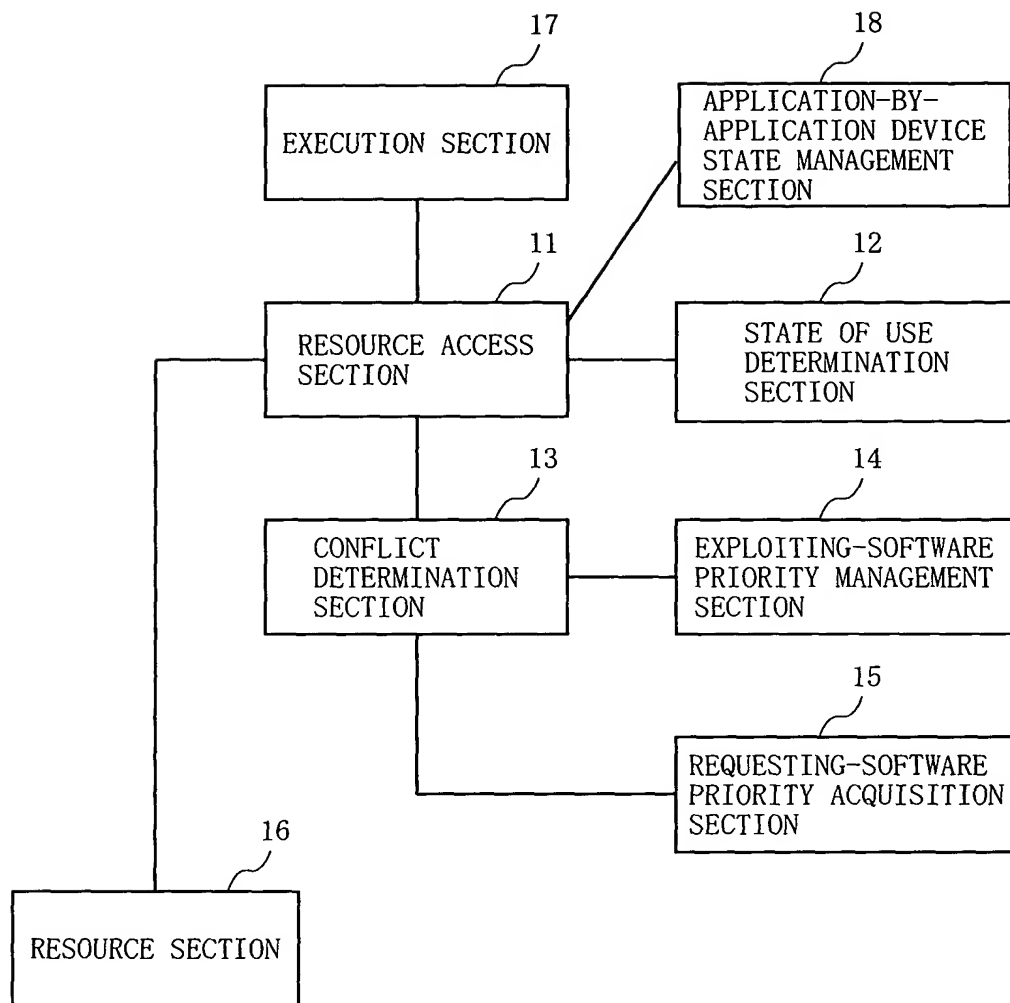 17
EXECUTION SECTION
18
APPLICATION-BY-
APPLICATION DEVICE
STATE MANAGEMENT
SECTION
11
RESOURCE ACCESS
SECTION
12
STATE OF USE
DETERMINATION
SECTION
13
CONFLICT
DETERMINATION
SECTION
14
EXPLOITING-SOFTWARE
PRIORITY MANAGEMENT
SECTION
15
REQUESTING-SOFTWARE
PRIORITY ACQUISITION
SECTION
16
RESOURCE SECTION